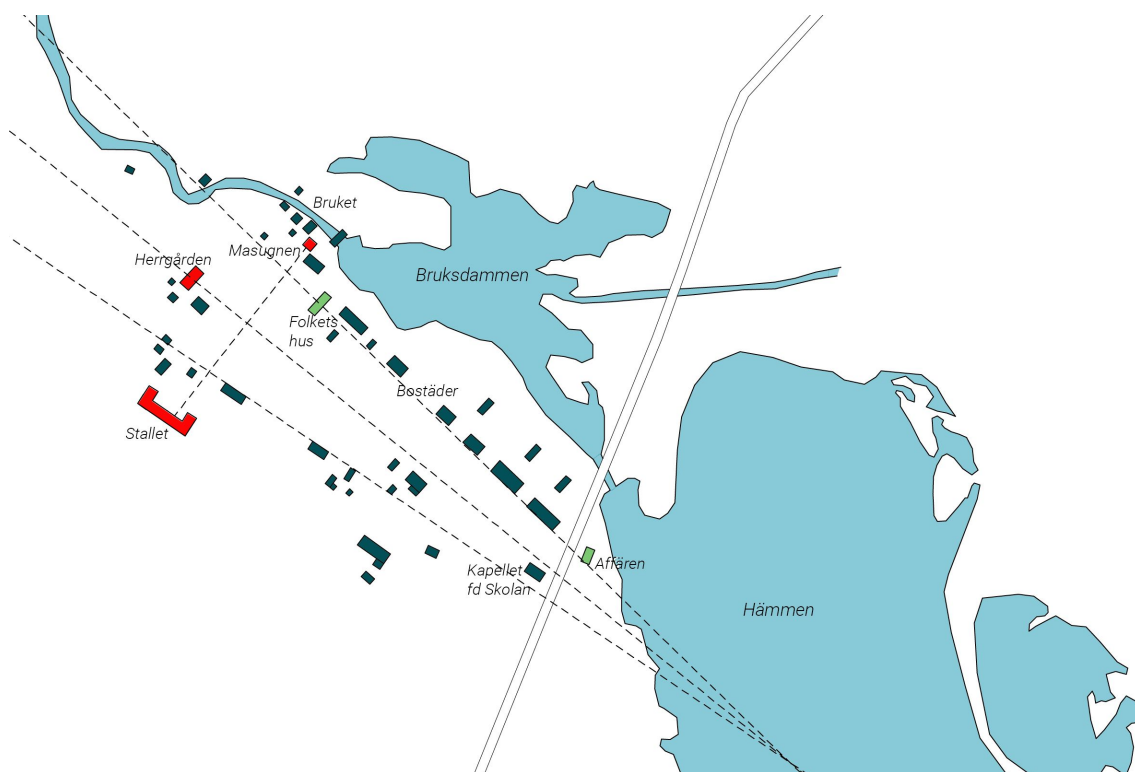 Bruket
Masugnen
Herrgården
Bruksdammen
Folkets
hus
Bostäder
Stallet
Affären
Kapellet
fd Skolan
Hämmen